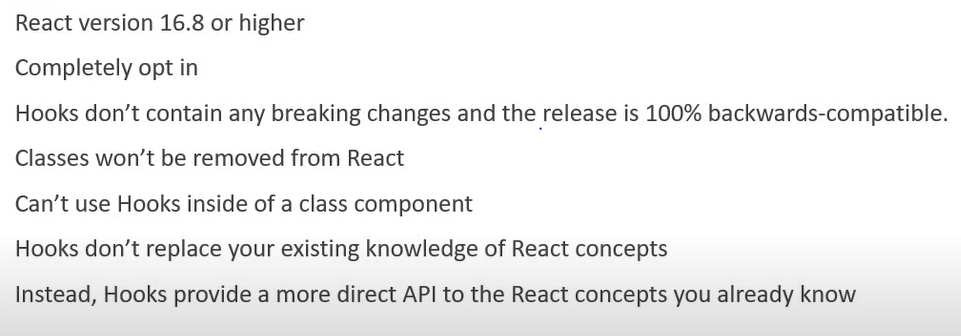 React version 16.8 or higher
Completely opt in
Hooks don’t contain any breaking changes and the release is 100% backwards-compatible.
Classes won’t be removed from React
Can’t use Hooks inside of a class component
Hooks don’t replace your existing knowledge of React concepts
Instead, Hooks provide a more direct API to the React concepts you already know